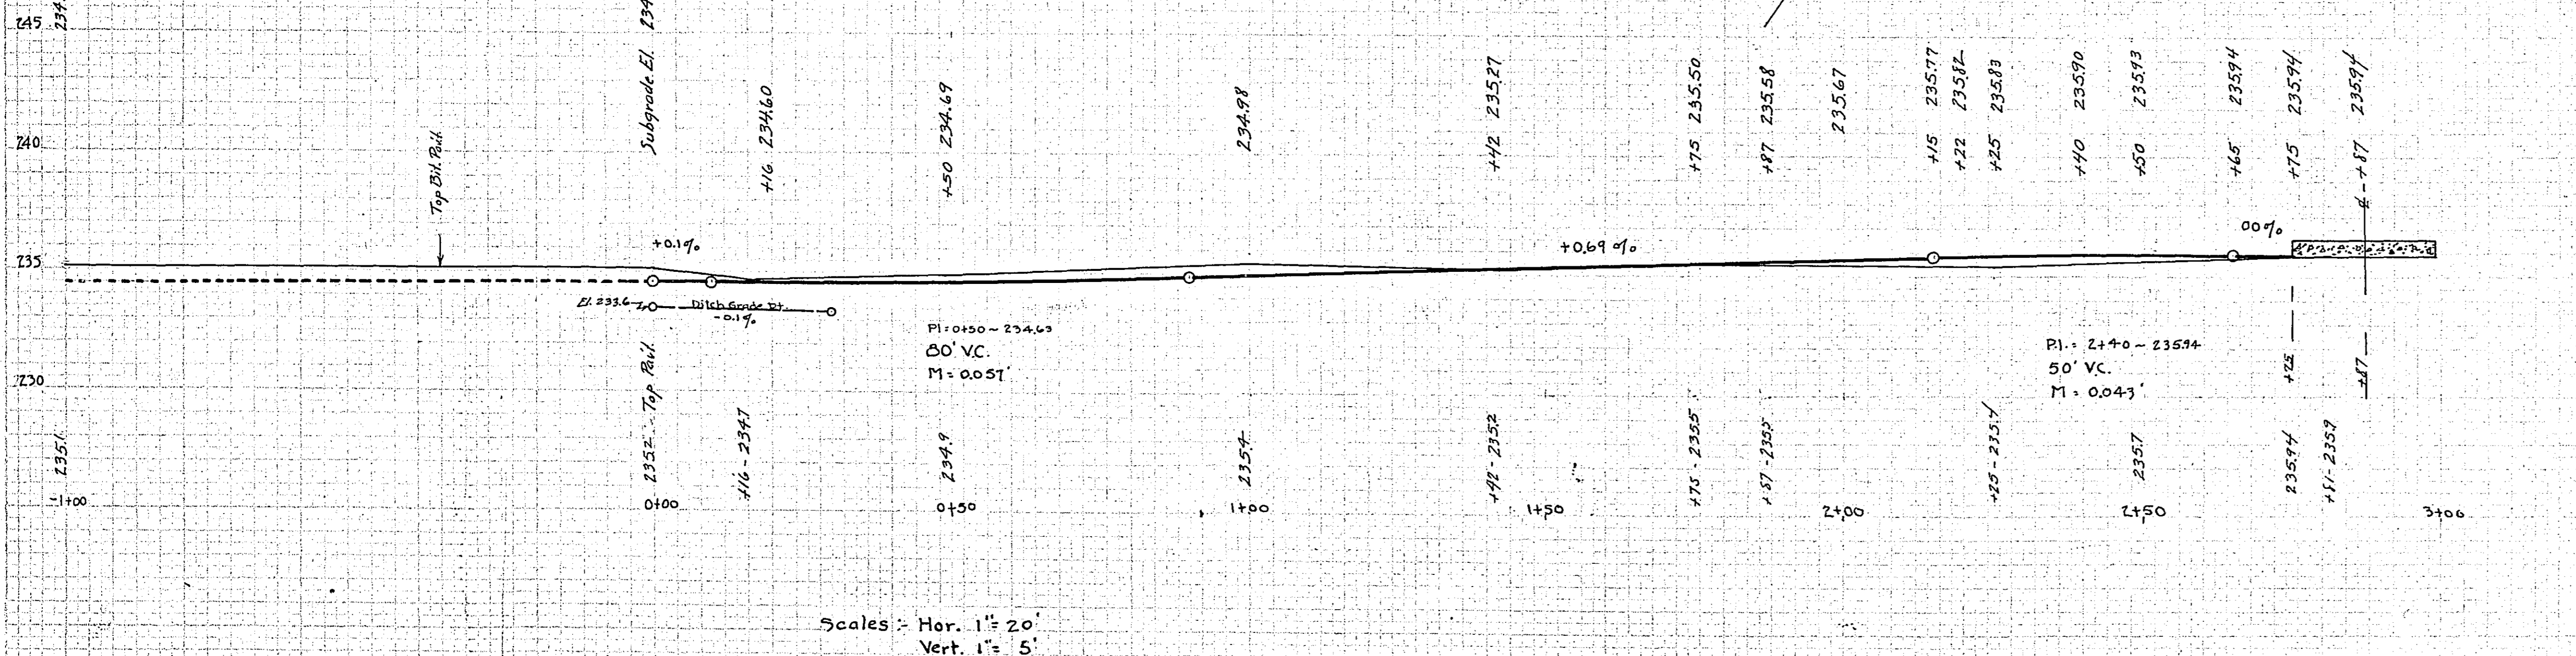 245
234.
Subgrade El. 234
240
Top Bit. Pavt.
+16 234.60
+50 234.69
234.98
+42 235.27
+75 235.50
+87 235.58
235.67
+15 235.77
+22 235.82
+25 235.83
+40 235.90
+50 235.93
+65 235.94
+75 235.94
+87 235.94
235
+0.1%
+0.69%
00%
El. 233.6
Ditch Grade Rt.
-0.1%
PI = 0+50 ~ 234.63
80' V.C.
M = 0.057'
P.I. = 2+40 ~ 235.94
50' V.C.
M = 0.043'
230
+25
+87
235.1
235.2 - Top Pavt.
+16 - 234.7
234.9
235.4
+42 - 235.2
+75 - 235.5
+87 - 235.5
+25 - 235.4
235.7
235.94
+81 - 235.9
-1+00
0+00
0+50
1+00
1+50
2+00
2+50
3+00
Scales :- Hor. 1" = 20'
Vert. 1" = 5'